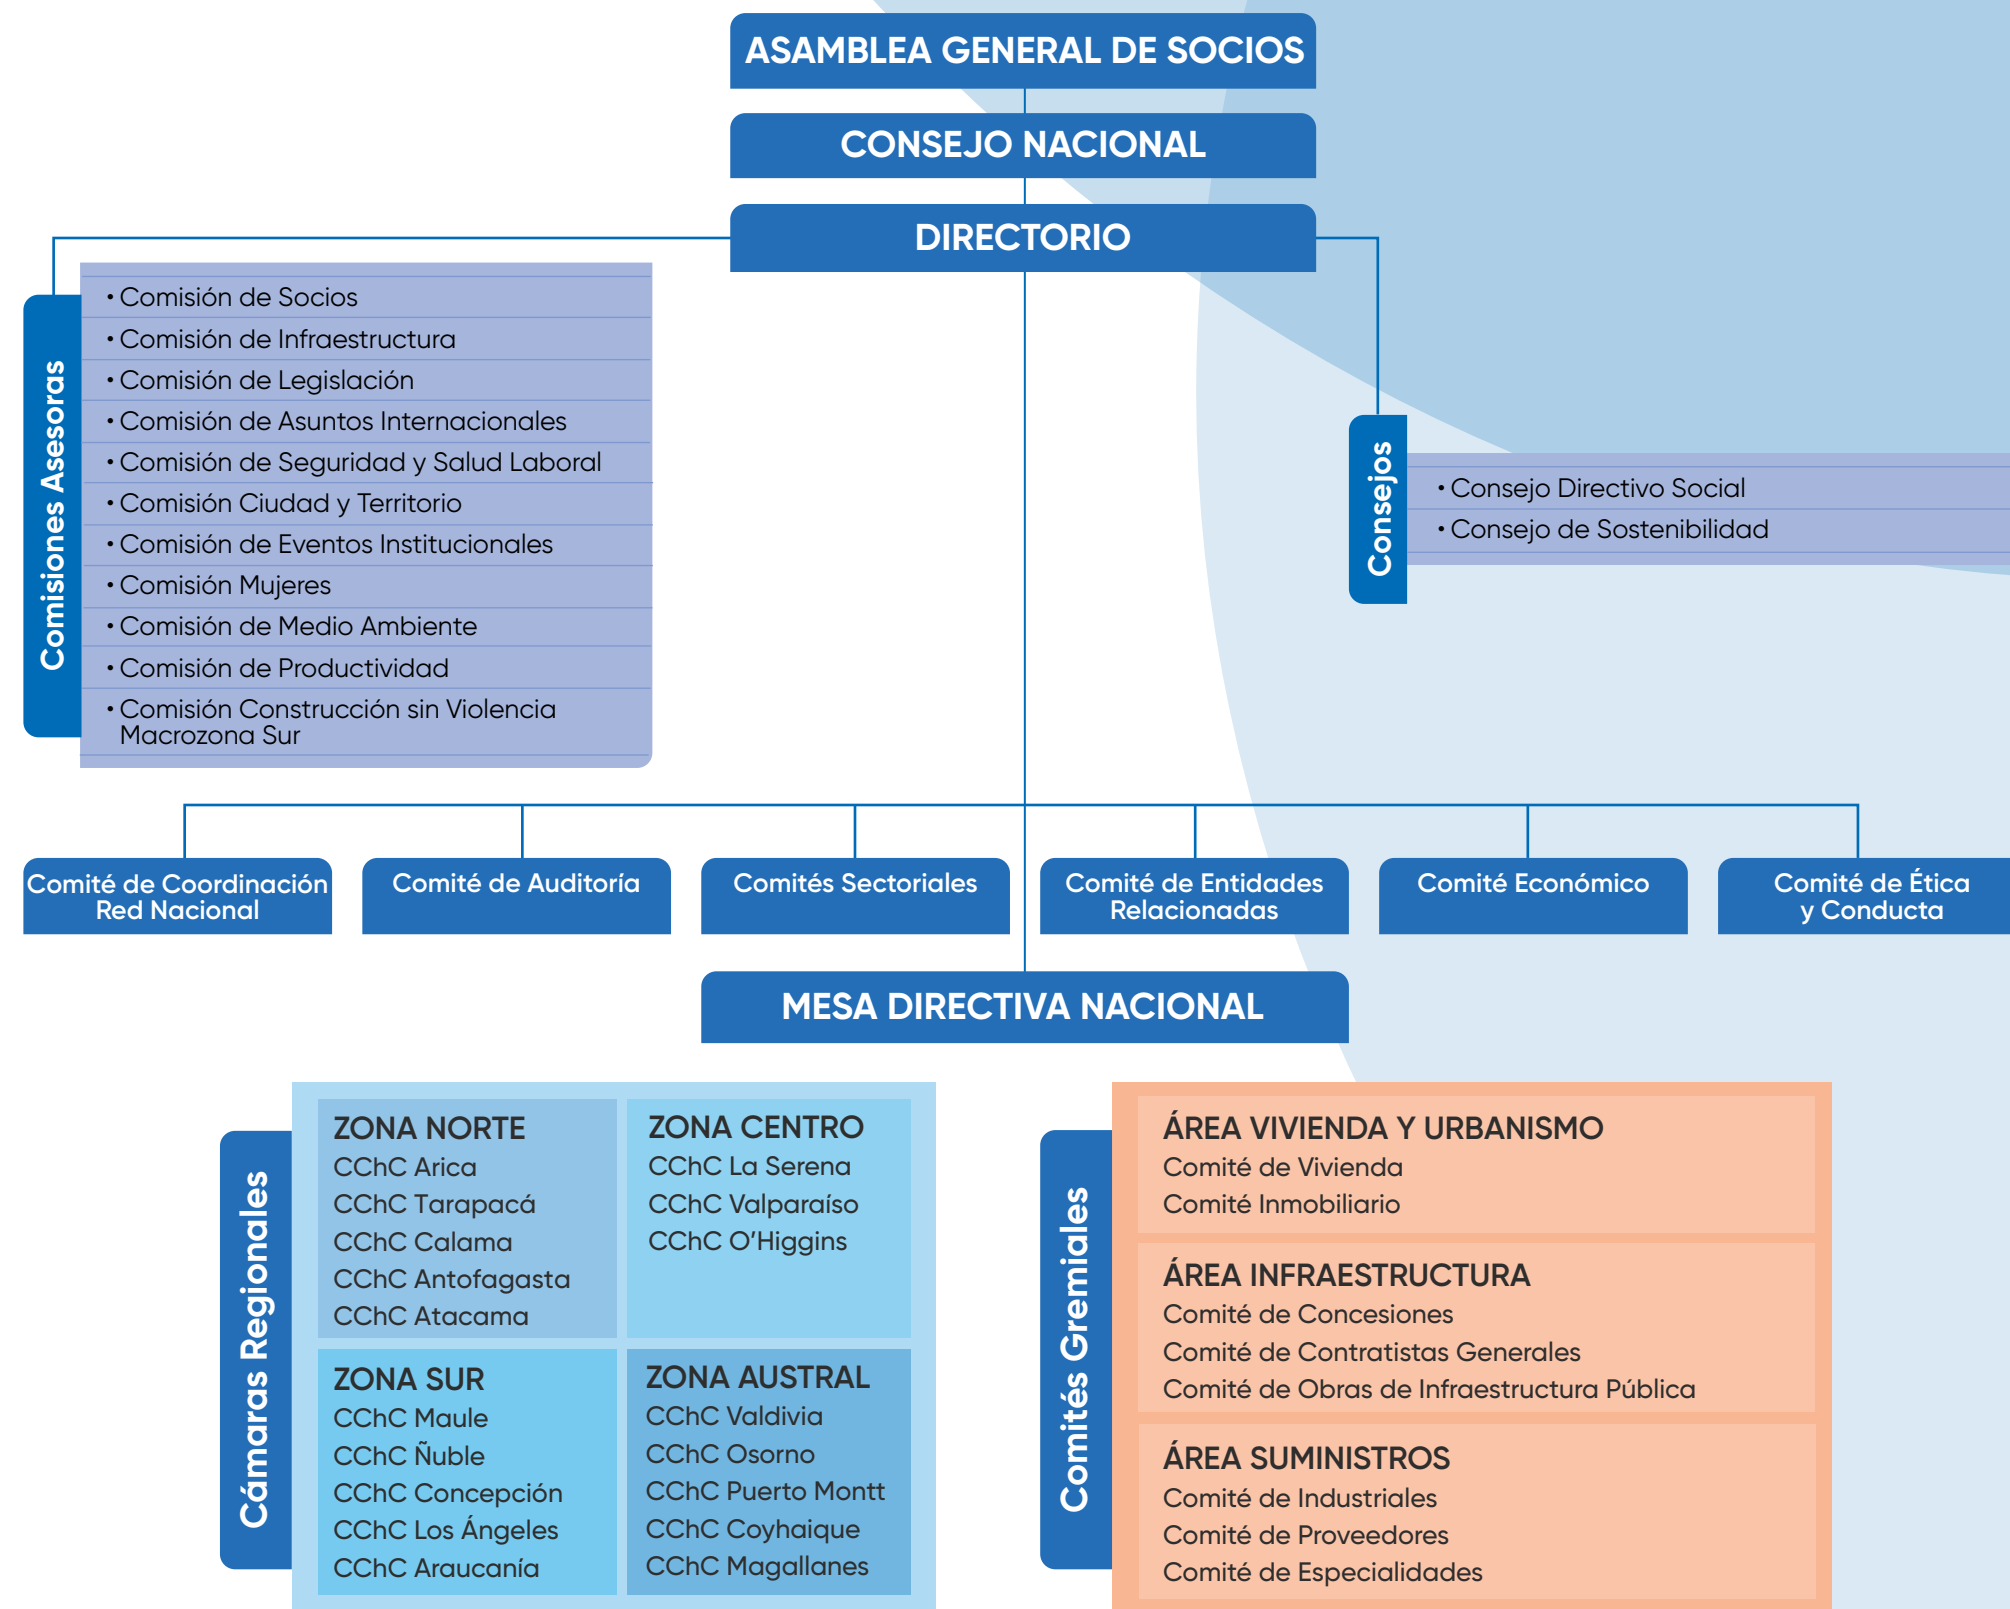 ASAMBLEA GENERAL DE SOCIOS
CONSEJO NACIONAL
DIRECTORIO
Comisiones Asesoras
• Comisión de Socios
• Comisión de Infraestructura
• Comisión de Legislación
• Comisión de Asuntos Internacionales
• Comisión de Seguridad y Salud Laboral
• Comisión Ciudad y Territorio
• Comisión de Eventos Institucionales
• Comisión Mujeres
• Comisión de Medio Ambiente
• Comisión de Productividad
• Comisión Construcción sin Violencia
Macrozona Sur
Consejos
• Consejo Directivo Social
• Consejo de Sostenibilidad
Comité de Coordinación
Red Nacional
Comité de Auditoría
Comités Sectoriales
Comité de Entidades
Relacionadas
Comité Económico
Comité de Ética
y Conducta
MESA DIRECTIVA NACIONAL
Cámaras Regionales
ZONA NORTE
CChC Arica
CChC Tarapacá
CChC Calama
CChC Antofagasta
CChC Atacama
ZONA CENTRO
CChC La Serena
CChC Valparaíso
CChC O’Higgins
ZONA SUR
CChC Maule
CChC Ñuble
CChC Concepción
CChC Los Ángeles
CChC Araucanía
ZONA AUSTRAL
CChC Valdivia
CChC Osorno
CChC Puerto Montt
CChC Coyhaique
CChC Magallanes
Comités Gremiales
ÁREA VIVIENDA Y URBANISMO
Comité de Vivienda
Comité Inmobiliario
ÁREA INFRAESTRUCTURA
Comité de Concesiones
Comité de Contratistas Generales
Comité de Obras de Infraestructura Pública
ÁREA SUMINISTROS
Comité de Industriales
Comité de Proveedores
Comité de Especialidades